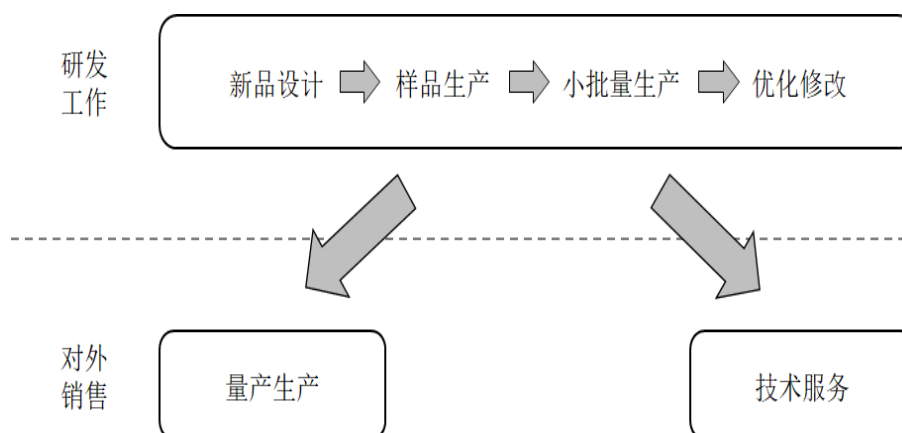 研发
工作
新品设计 样品生产 小批量生产 优化修改
对外
销售
量产生产 技术服务